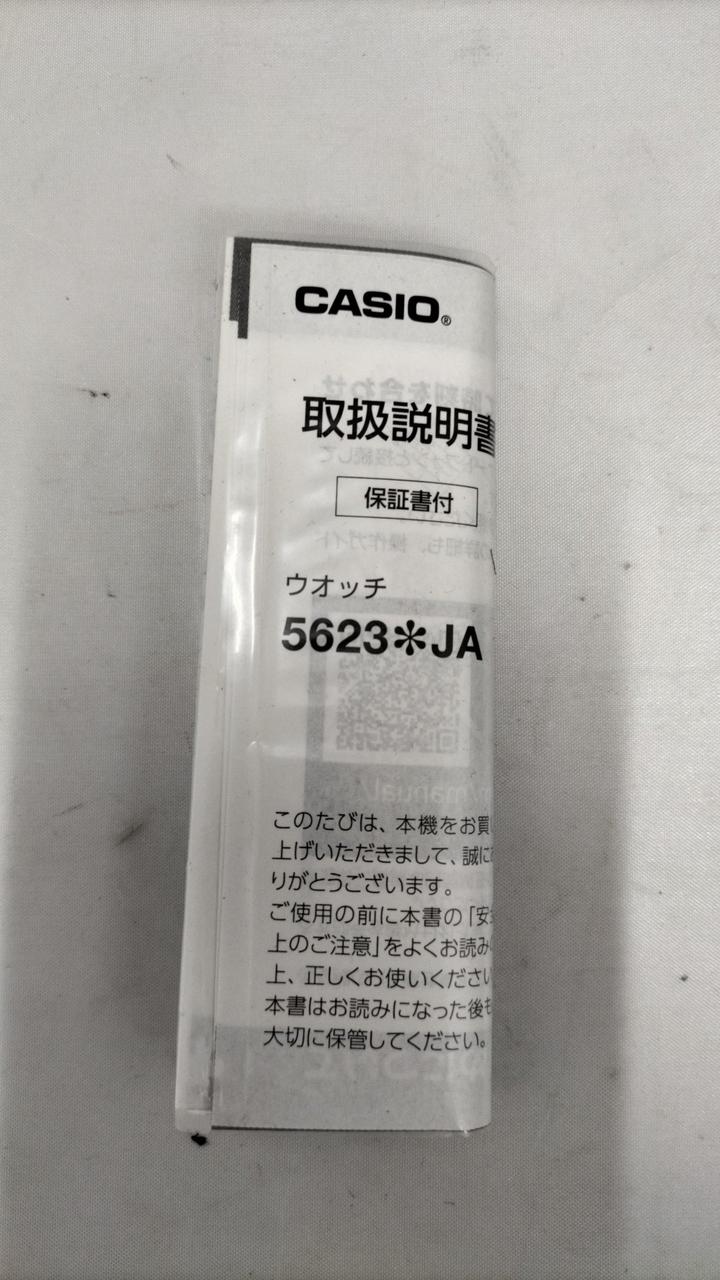 CASIO®
取扱説明書
保証書付
ウオッチ
5623✻JA
このたびは、本機をお買
上げいただきまして、誠に
りがとうございます。
ご使用の前に本書の「安
上のご注意」をよくお読み
上、正しくお使いください
本書はお読みになった後も
大切に保管してください。